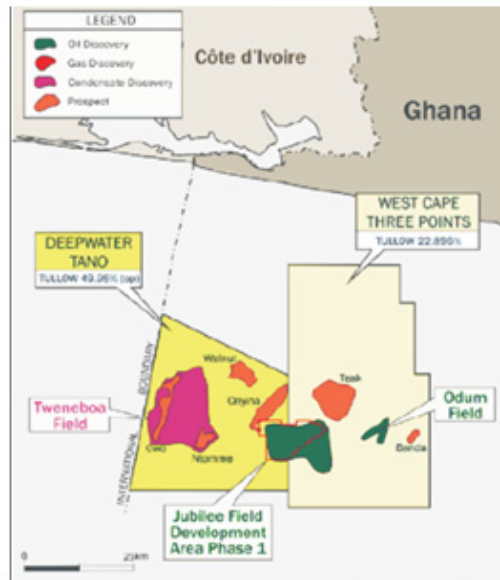 LEGEND
Oil Discovery
Gas Discovery
Condensate Discovery
Prospect
Côte d'Ivoire
Ghana
WEST CAPE
THREE POINTS
TULLOW 22.896%
DEEPWATER
TANO
TULLOW 49.95% (op)
Walnut
Teak
Onyina
Tweneboa
Field
Odum
Field
Owo
Ntomme
Banda
Jubilee Field
Development
Area Phase 1
0
25km